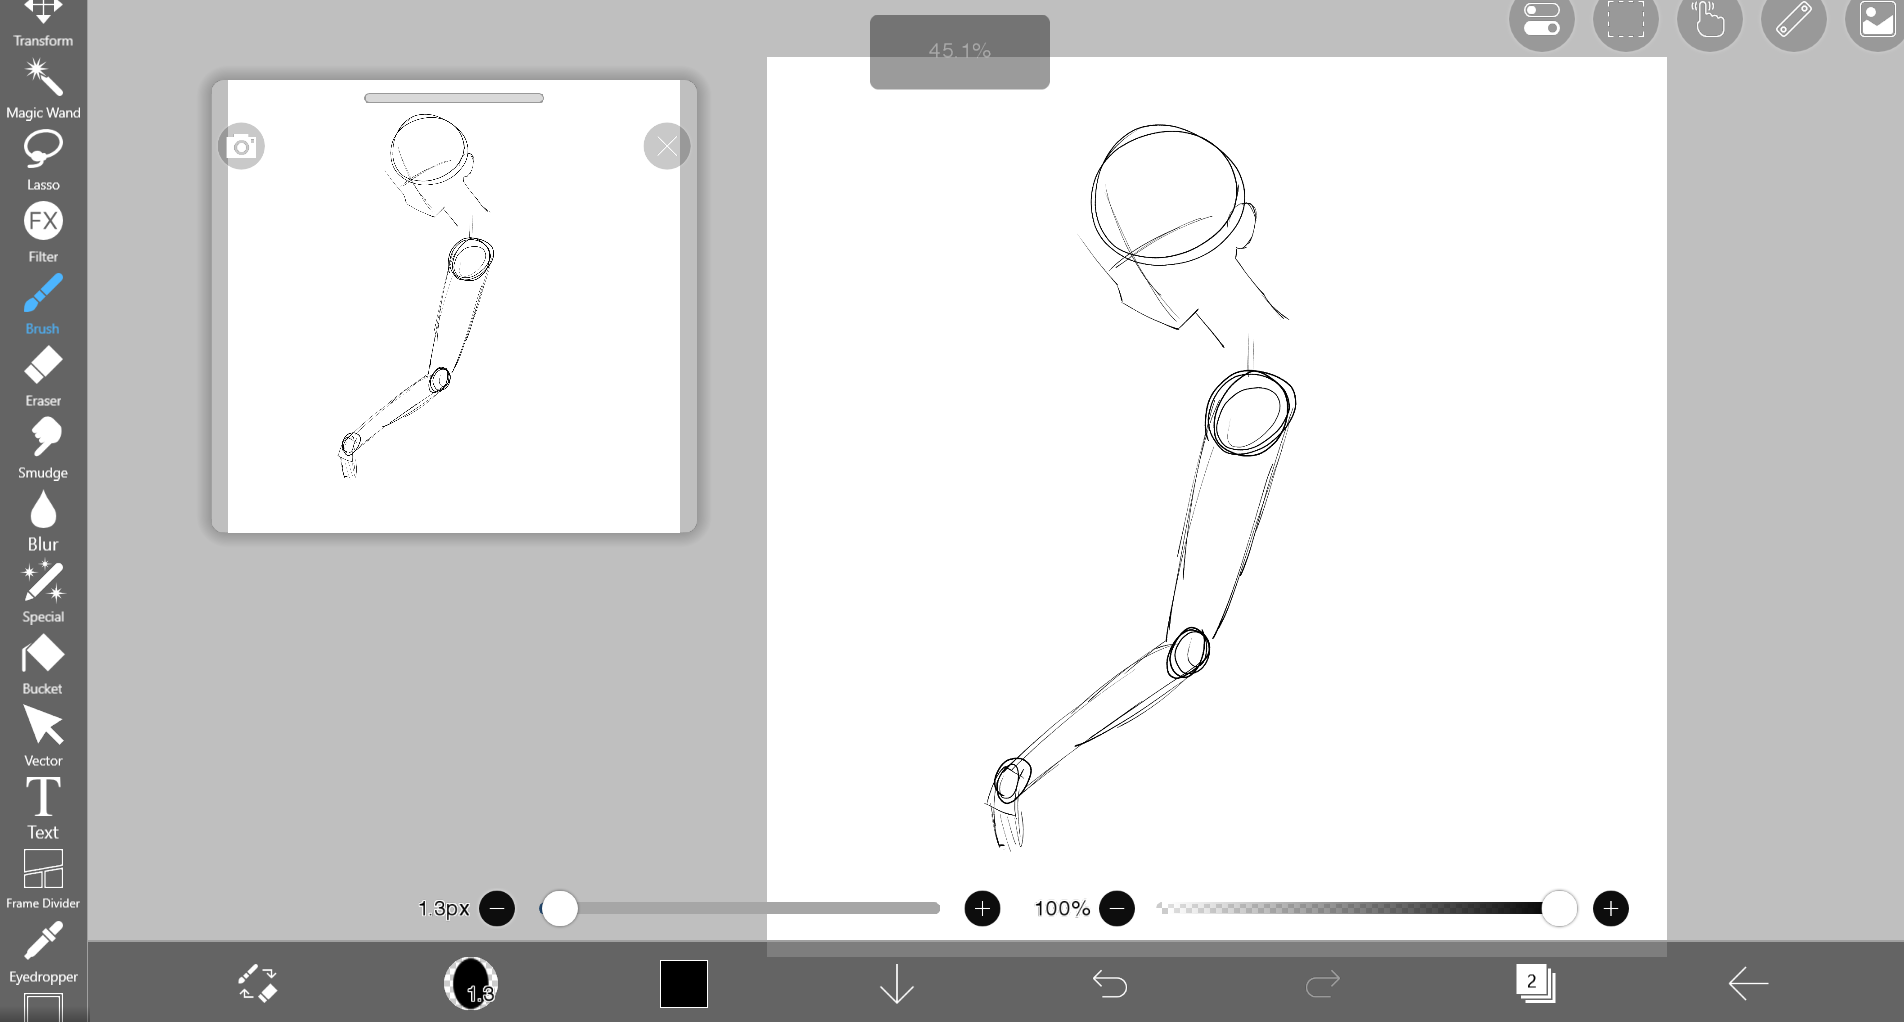 Transform
Magic Wand
Lasso
FX
Filter
Brush
Eraser
Smudge
Blur
Special
Bucket
Vector
T
Text
Frame Divider
Eyedropper
45.1%
1.3px
100%
1.3
2